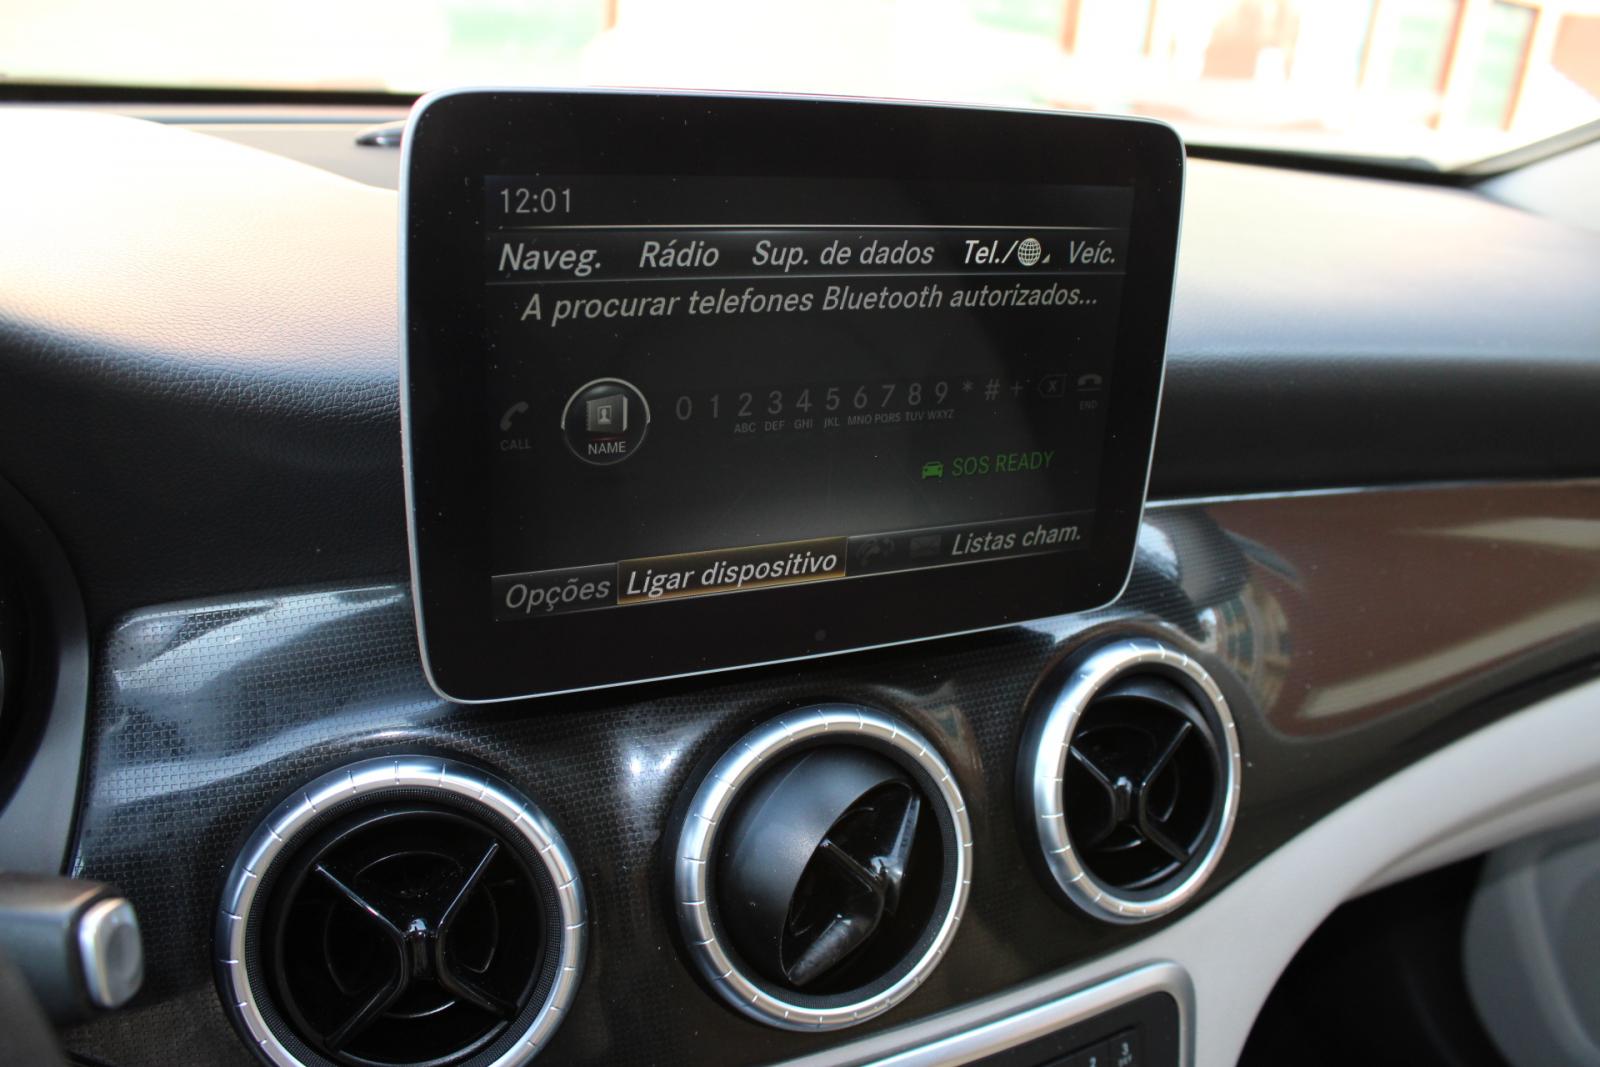 12:01
Naveg. Rádio Sup. de dados Tel./ Veíc.
A procurar telefones Bluetooth autorizados...
0 1 2 3 4 5 6 7 8 9 * # +
CALL NAME ABC DEF GHI JKL MNO PQRS TUV WXYZ END
SOS READY
Opções Ligar dispositivo Listas cham.
2 3